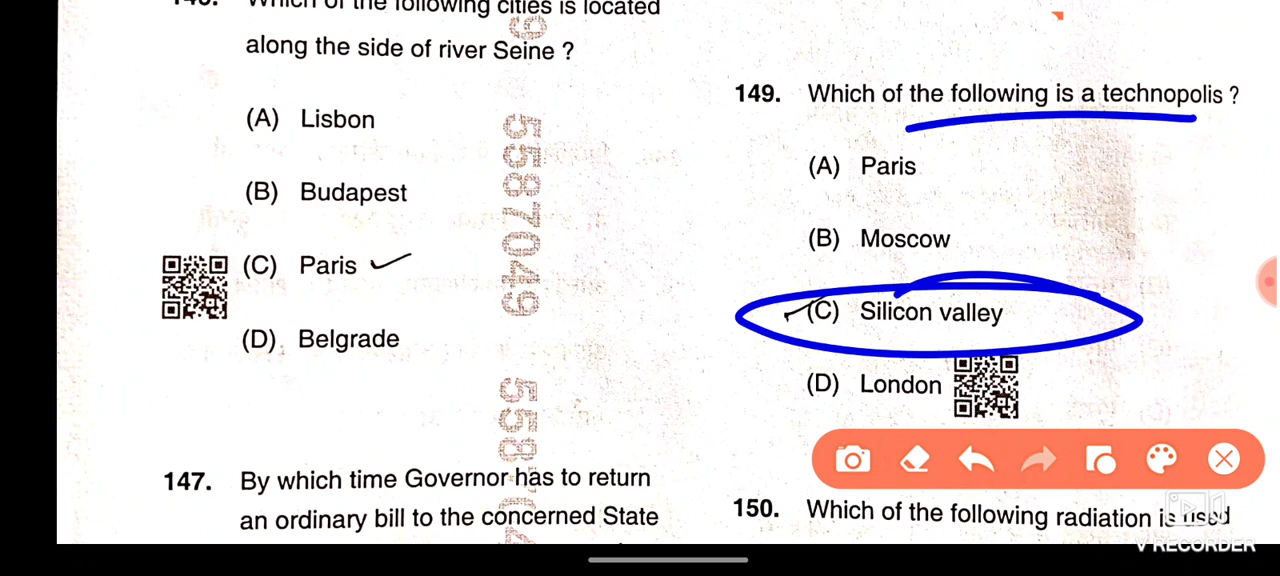 Which of the following cities is located
along the side of river Seine ?
(A) Lisbon
(B) Budapest
(C) Paris
(D) Belgrade
147. By which time Governor has to return
an ordinary bill to the concerned State
5587049
149. Which of the following is a technopolis ?
(A) Paris
(B) Moscow
(C) Silicon valley
(D) London
150. Which of the following radiation is used
V RECORDER